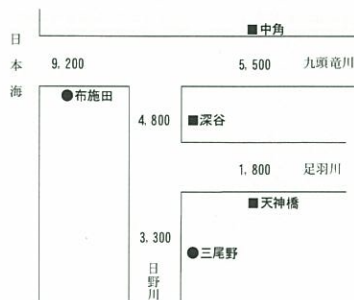 ■中角
日本海
9,200
5,500
九頭竜川
●布施田
4,800
■深谷
1,800
足羽川
■天神橋
3,300
●三尾野
日野川